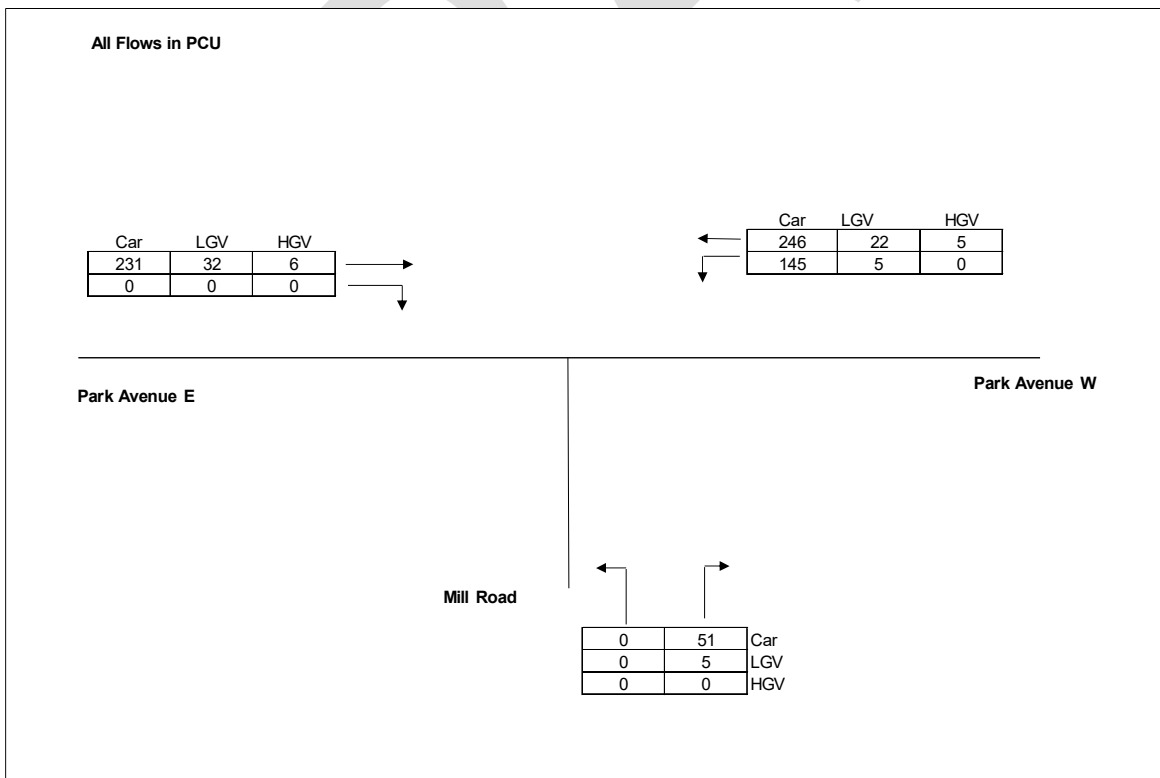 All Flows in PCU
Car LGV HGV
231 32 6
0 0 0
Car LGV HGV
246 22 5
145 5 0
Park Avenue E
Park Avenue W
Mill Road
0 51 Car
0 5 LGV
0 0 HGV